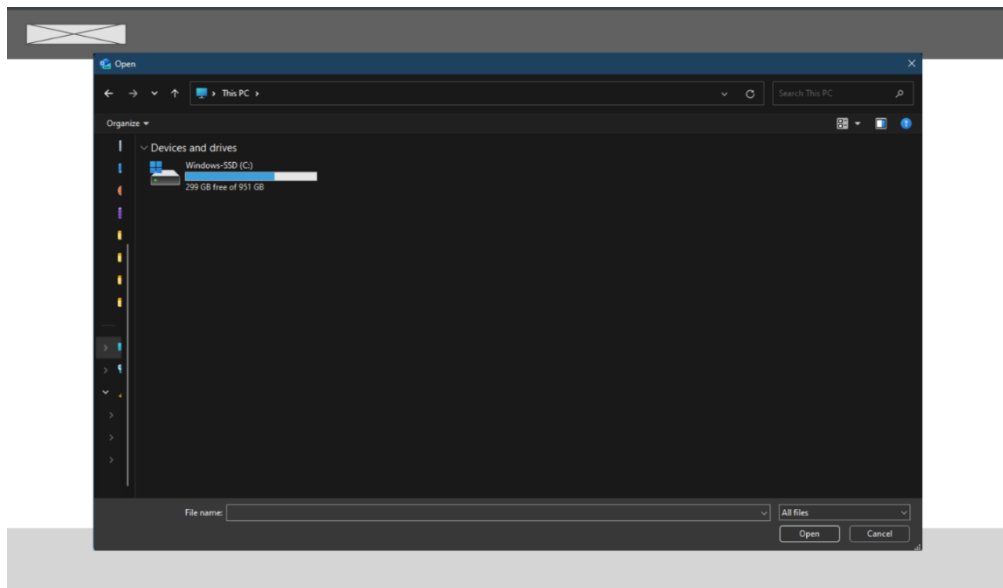 Open
This PC
Search This PC
Organize
Devices and drives
Windows-SSD (C:)
299 GB free of 951 GB
File name:
All files
Open
Cancel